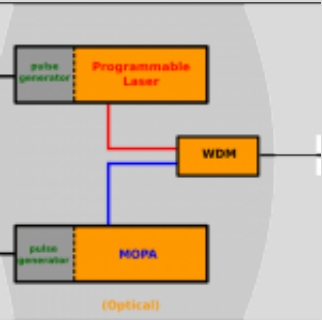 pulse
generator
Programmable
Laser
WDM
pulse
generator
MOPA
(Optical)